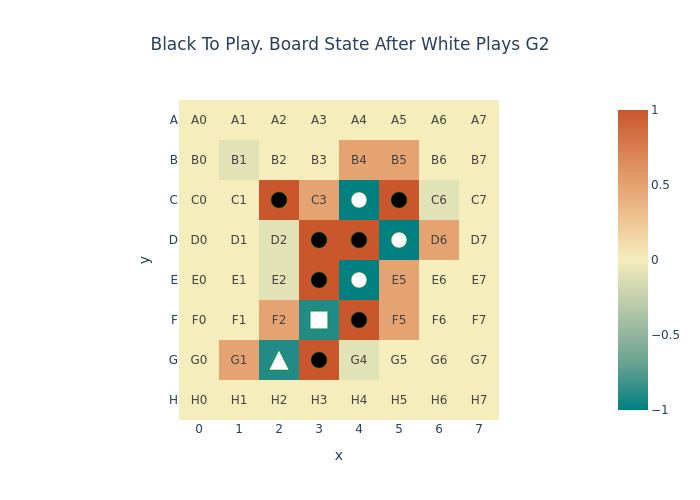 Black To Play. Board State After White Plays G2
A A0 A1 A2 A3 A4 A5 A6 A7
B B0 B1 B2 B3 B4 B5 B6 B7
C C0 C1 C3 C6 C7
D D0 D1 D2 D6 D7
E E0 E1 E2 E5 E6 E7
F F0 F1 F2 F5 F6 F7
G G0 G1 G4 G5 G6 G7
H H0 H1 H2 H3 H4 H5 H6 H7
0 1 2 3 4 5 6 7
x
y
1
0.5
0
−0.5
−1